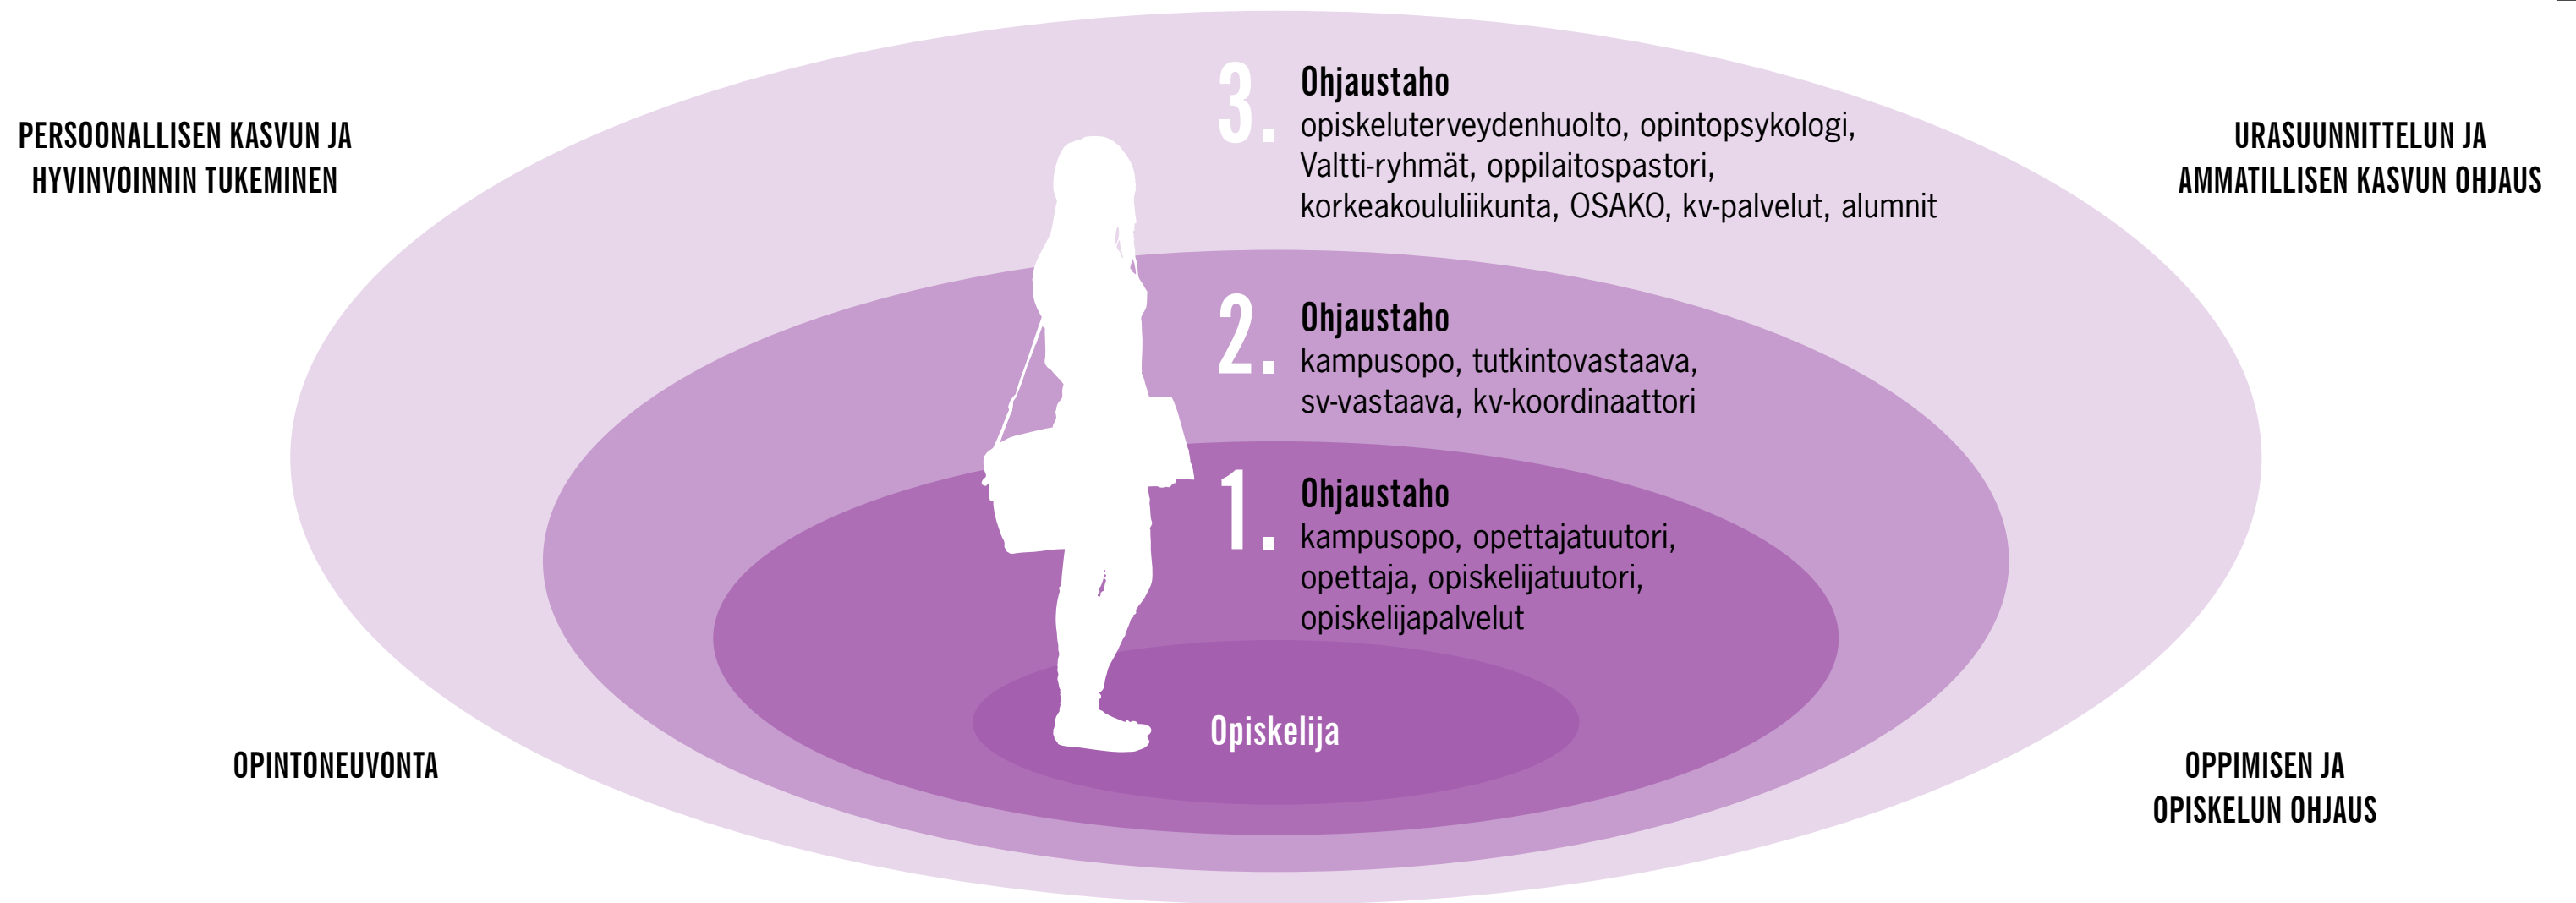 PERSOONALLISEN KASVUN JA
HYVINVOINNIN TUKEMINEN
3. Ohjaustaho
opiskeluterveydenhuolto, opintopsykologi,
Valtti-ryhmät, oppilaitospastori,
korkeakoululiikunta, OSAKO, kv-palvelut, alumnit
URASUUNNITTELUN JA
AMMATILLISEN KASVUN OHJAUS
2. Ohjaustaho
kampusopo, tutkintovastaava,
sv-vastaava, kv-koordinaattori
1. Ohjaustaho
kampusopo, opettajatuutori,
opettaja, opiskelijatuutori,
opiskelijapalvelut
Opiskelija
OPINTONEUVONTA
OPPIMISEN JA
OPISKELUN OHJAUS